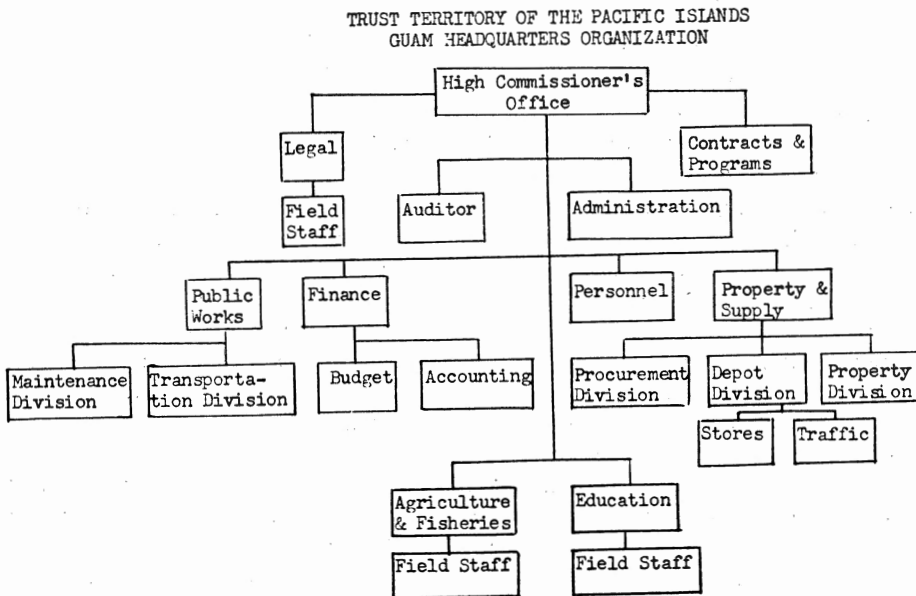 TRUST TERRITORY OF THE PACIFIC ISLANDS
GUAM HEADQUARTERS ORGANIZATION
High Commissioner's
Office
Legal
Contracts &
Programs
Field
Staff
Auditor
Administration
Public
Works
Finance
Personnel
Property &
Supply
Maintenance
Division
Transporta-
tion Division
Budget
Accounting
Procurement
Division
Depot
Division
Property
Division
Stores
Traffic
Agriculture
& Fisheries
Education
Field Staff
Field Staff